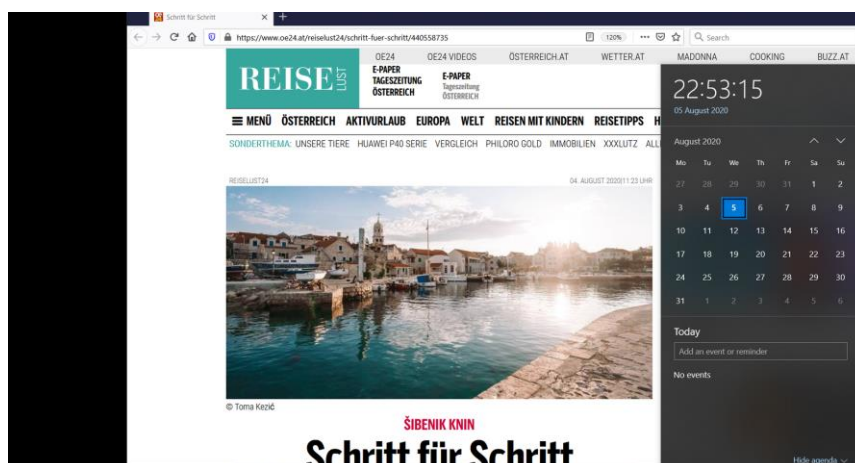 Schritt für Schritt
https://www.oe24.at/reiselust24/schritt-fuer-schritt/440558735
120%
Search
OE24 OE24 VIDEOS ÖSTERREICH.AT WETTER.AT MADONNA COOKING BUZZ.AT
REISE LUST
E-PAPER
TAGESZEITUNG
ÖSTERREICH
E-PAPER
Tageszeitung
ÖSTERREICH
MENÜ ÖSTERREICH AKTIVURLAUB EUROPA WELT REISEN MIT KINDERN REISETIPPS H
SONDERTHEMA: UNSERE TIERE HUAWEI P40 SERIE VERGLEICH PHILORO GOLD IMMOBILIEN XXXLUTZ ALL
REISELUST24 04. AUGUST 2020|11:23 UHR
© Toma Kezić
ŠIBENIK KNIN
Schritt für Schritt
22:53:15
05 August 2020
August 2020
Mo Tu We Th Fr Sa Su
27 28 29 30 31 1 2
3 4 5 6 7 8 9
10 11 12 13 14 15 16
17 18 19 20 21 22 23
24 25 26 27 28 29 30
31 1 2 3 4 5 6
Today
Add an event or reminder
No events
Hide agenda